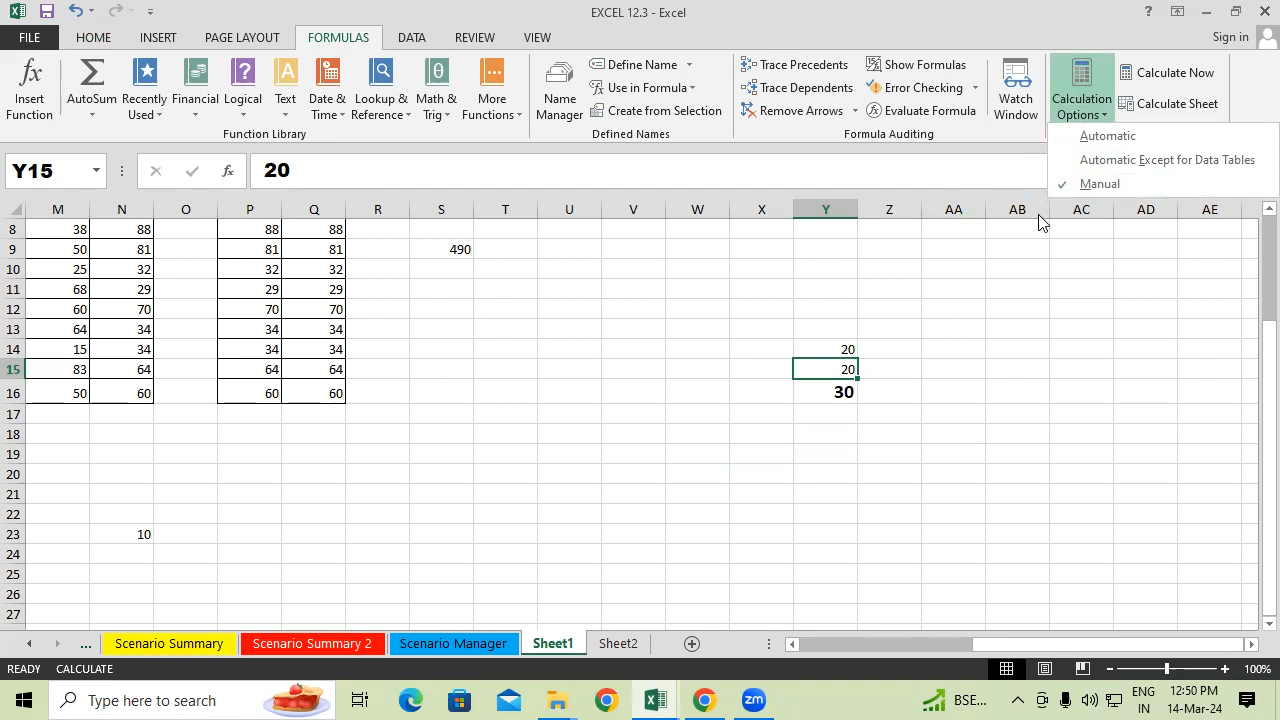 EXCEL 12.3 - Excel
?
FILE HOME INSERT PAGE LAYOUT FORMULAS DATA REVIEW VIEW Sign in
Insert Function
AutoSum
Recently Used
Financial
Logical
Text
Date & Time
Lookup & Reference
Math & Trig
More Functions
Function Library
Name Manager
Define Name
Use in Formula
Create from Selection
Defined Names
Trace Precedents
Trace Dependents
Remove Arrows
Show Formulas
Error Checking
Evaluate Formula
Formula Auditing
Watch Window
Calculation Options
Calculate Now
Calculate Sheet
Automatic
Automatic Except for Data Tables
Manual
Y15 fx 20
M N O P Q R S T U V W X Y Z AA AB AC AD AE
8 38 88 88 88
9 50 81 81 81 490
10 25 32 32 32
11 68 29 29 29
12 60 70 70 70
13 64 34 34 34
14 15 34 34 34 20
15 83 64 64 64 20
16 50 60 60 60 30
17
18
19
20
21
22
23 10
24
25
26
27
... Scenario Summary Scenario Summary 2 Scenario Manager Sheet1 Sheet2
READY CALCULATE 100%
Type here to search
zm
BSE...
ENG
IN
12:50 PM
14-Mar-24